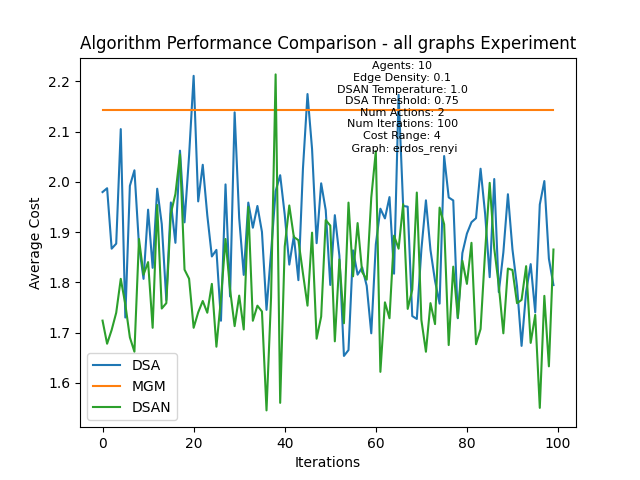 Algorithm Performance Comparison - all graphs Experiment
Agents: 10
Edge Density: 0.1
DSAN Temperature: 1.0
DSA Threshold: 0.75
Num Actions: 2
Num Iterations: 100
Cost Range: 4
Graph: erdos_renyi
2.2
2.1
2.0
1.9
1.8
1.7
1.6
Average Cost
DSA
MGM
DSAN
0 20 40 60 80 100
Iterations